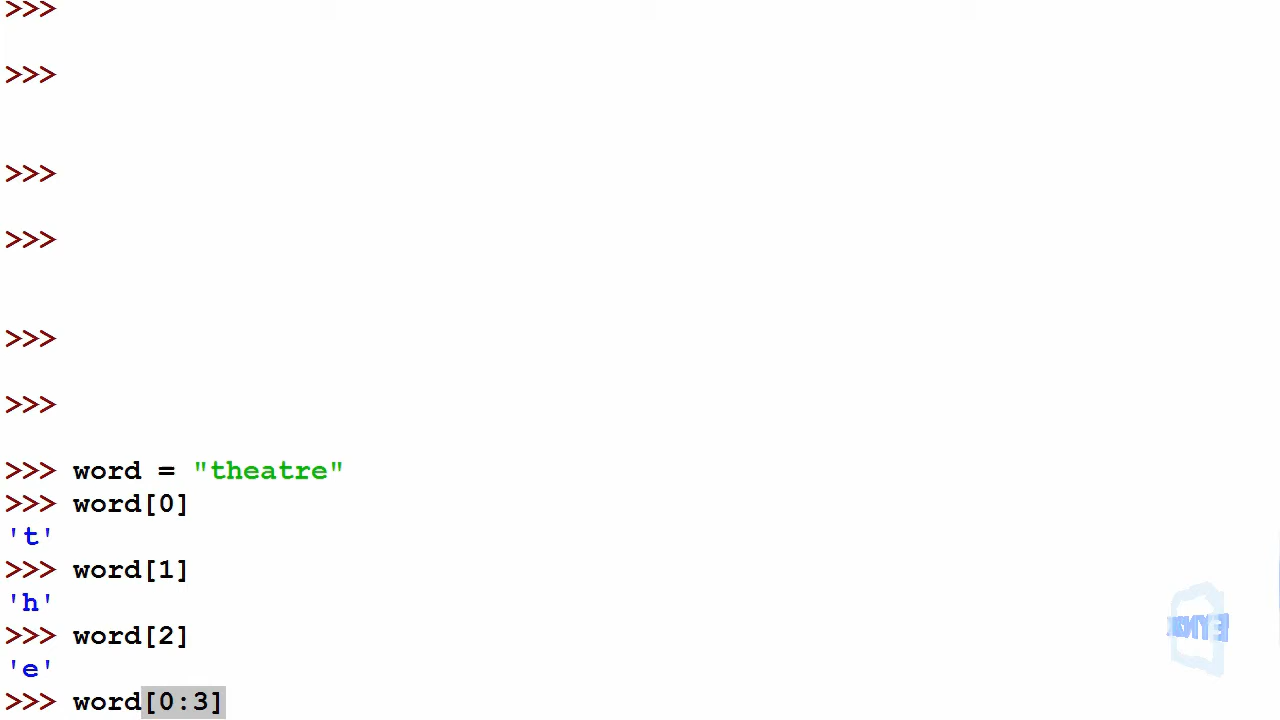 >>>
>>>
>>>
>>>
>>>
>>>
>>> word = "theatre"
>>> word[0]
't'
>>> word[1]
'h'
>>> word[2]
'e'
>>> word[0:3]